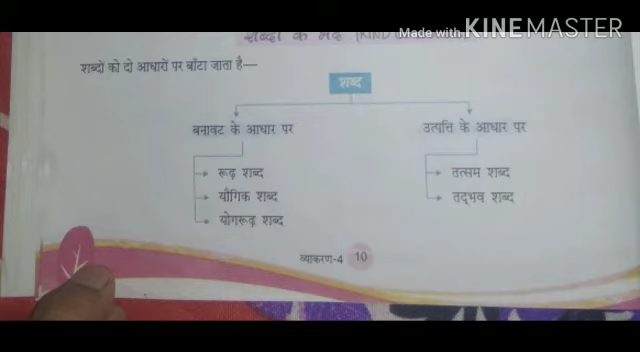 Made with KINEMASTER
शब्दों के भेद
शब्दों को दो आधारों पर बाँटा जाता है—
शब्द
बनावट के आधार पर
उत्पत्ति के आधार पर
रूढ़ शब्द
तत्सम शब्द
यौगिक शब्द
तद्भव शब्द
योगरूढ़ शब्द
व्याकरण-4 10